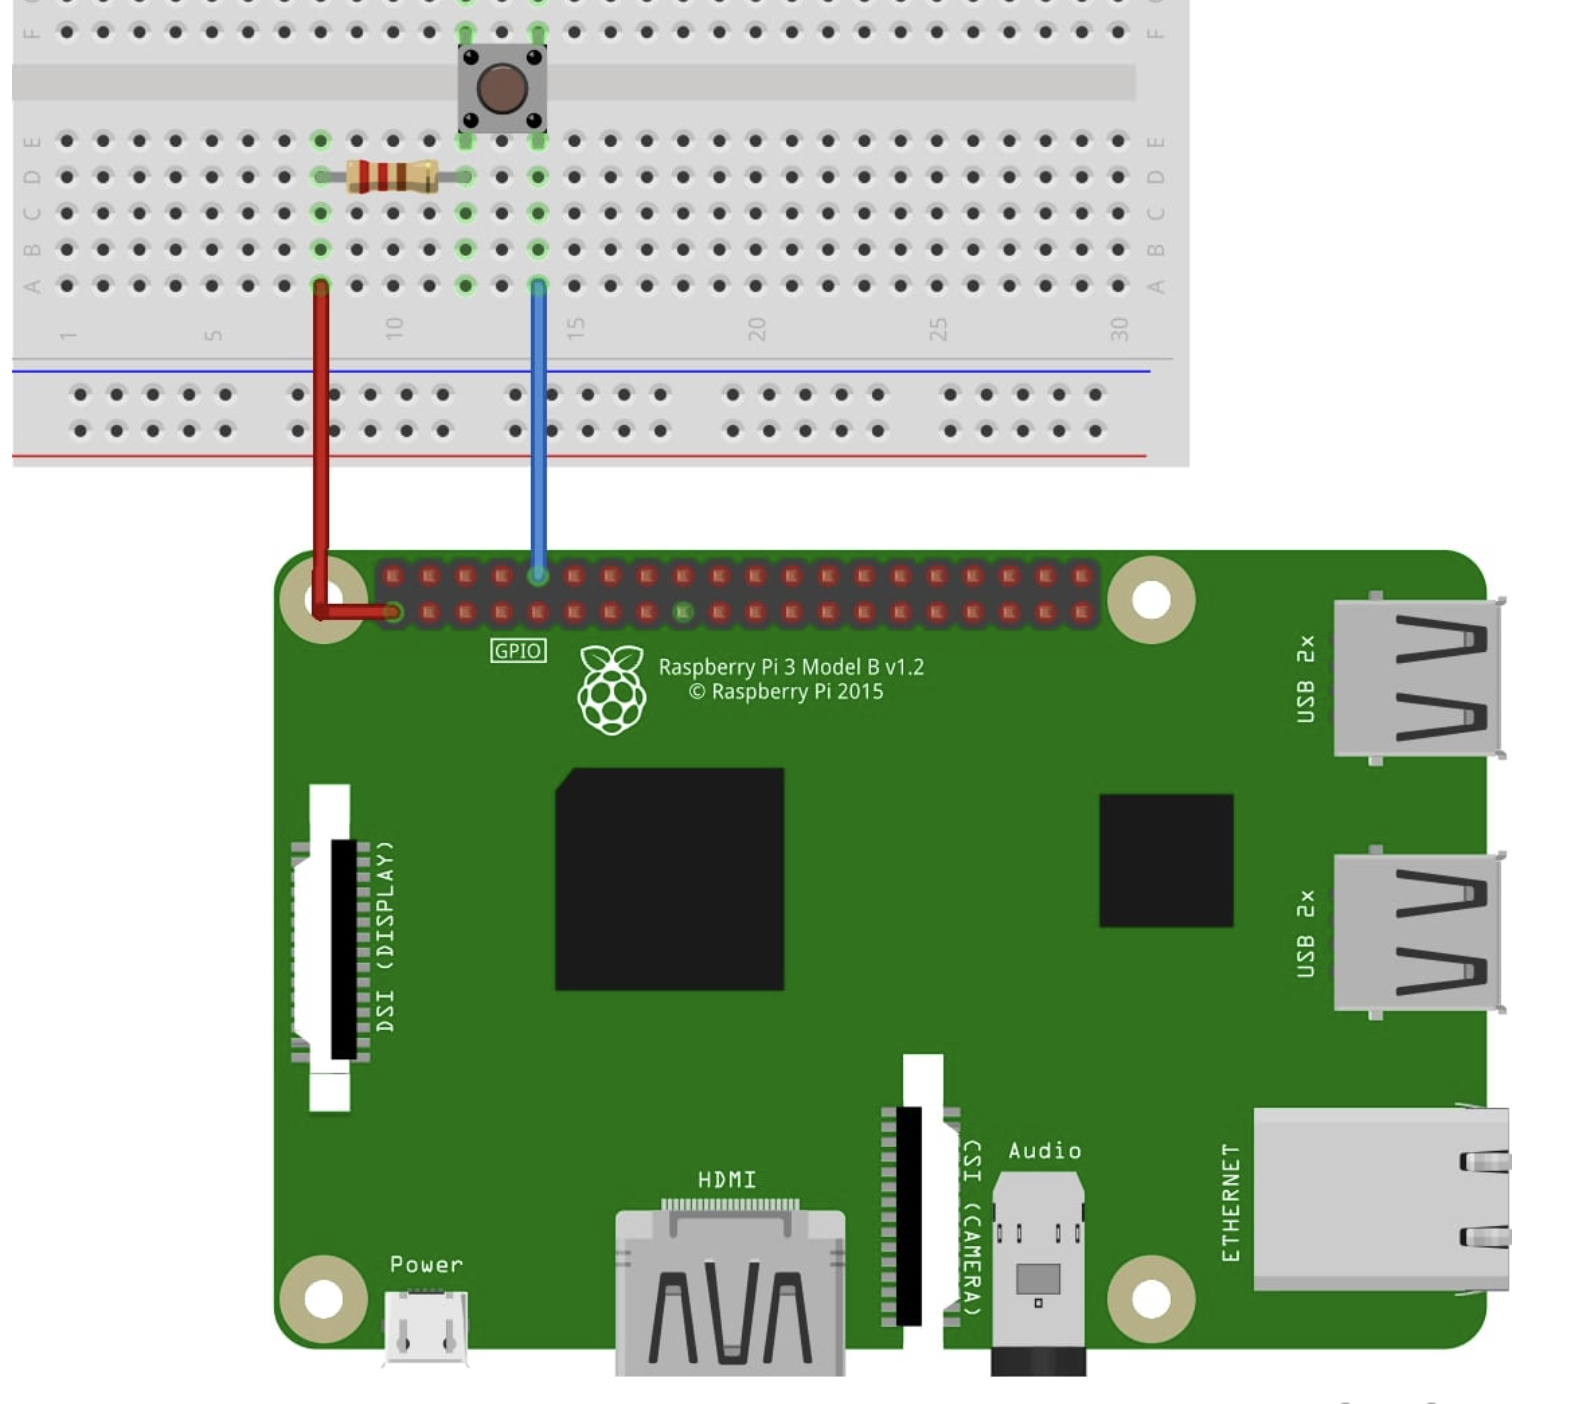 F F
E E
D D
C C
B B
A A
1 5 10 15 20 25 30
GPIO
Raspberry Pi 3 Model B v1.2
© Raspberry Pi 2015
USB 2x
DSI (DISPLAY)
USB 2x
HDMI
CSI (CAMERA)
Audio
ETHERNET
Power